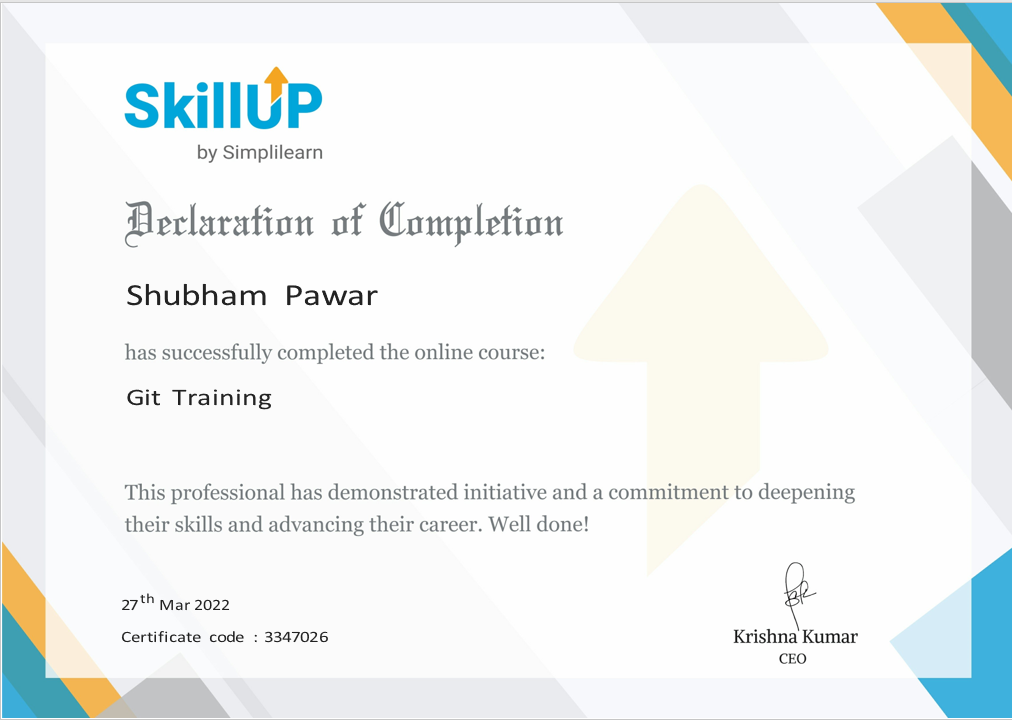 SkillUP
by Simplilearn
Declaration of Completion
Shubham Pawar
has successfully completed the online course:
Git Training
This professional has demonstrated initiative and a commitment to deepening
their skills and advancing their career. Well done!
27th Mar 2022
Certificate code : 3347026
Krishna Kumar
CEO